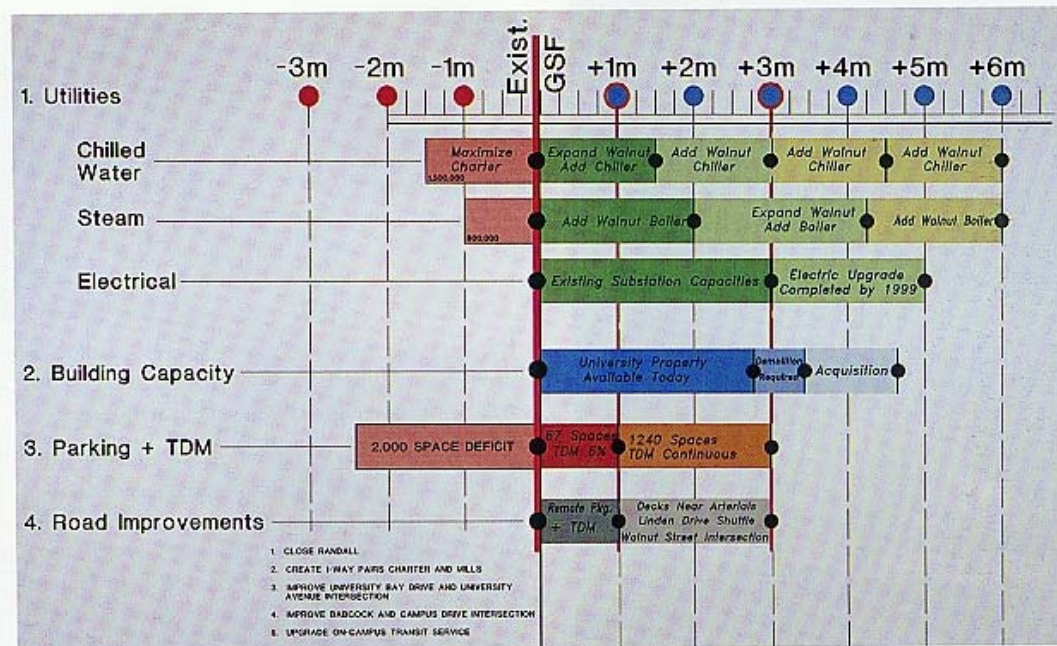 Exist.
GSF
-3m -2m -1m +1m +2m +3m +4m +5m +6m
1. Utilities
Chilled
Water
Maximize
Charter
1,500,000
Expand Walnut
Add Chiller
Add Walnut
Chiller
Add Walnut
Chiller
Add Walnut
Chiller
Steam
Add Walnut Boiler
Expand Walnut
Add Boiler
Add Walnut Boiler
Electrical
Existing Substation Capacities
Electric Upgrade
Completed by 1999
2. Building Capacity
University Property
Available Today
Demolition
Required
Acquisition
3. Parking + TDM
2,000 SPACE DEFICIT
67 Spaces
TDM 6%
1240 Spaces
TDM Continuous
4. Road Improvements
Remote Pkg.
+ TDM
Decks Near Arterials
Linden Drive Shuttle
Walnut Street Intersection
1. CLOSE RANDALL
2. CREATE 1-WAY PAIRS CHARTER AND MILLS
3. IMPROVE UNIVERSITY BAY DRIVE AND UNIVERSITY
AVENUE INTERSECTION
4. IMPROVE BABCOCK AND CAMPUS DRIVE INTERSECTION
5. UPGRADE ON-CAMPUS TRANSIT SERVICE